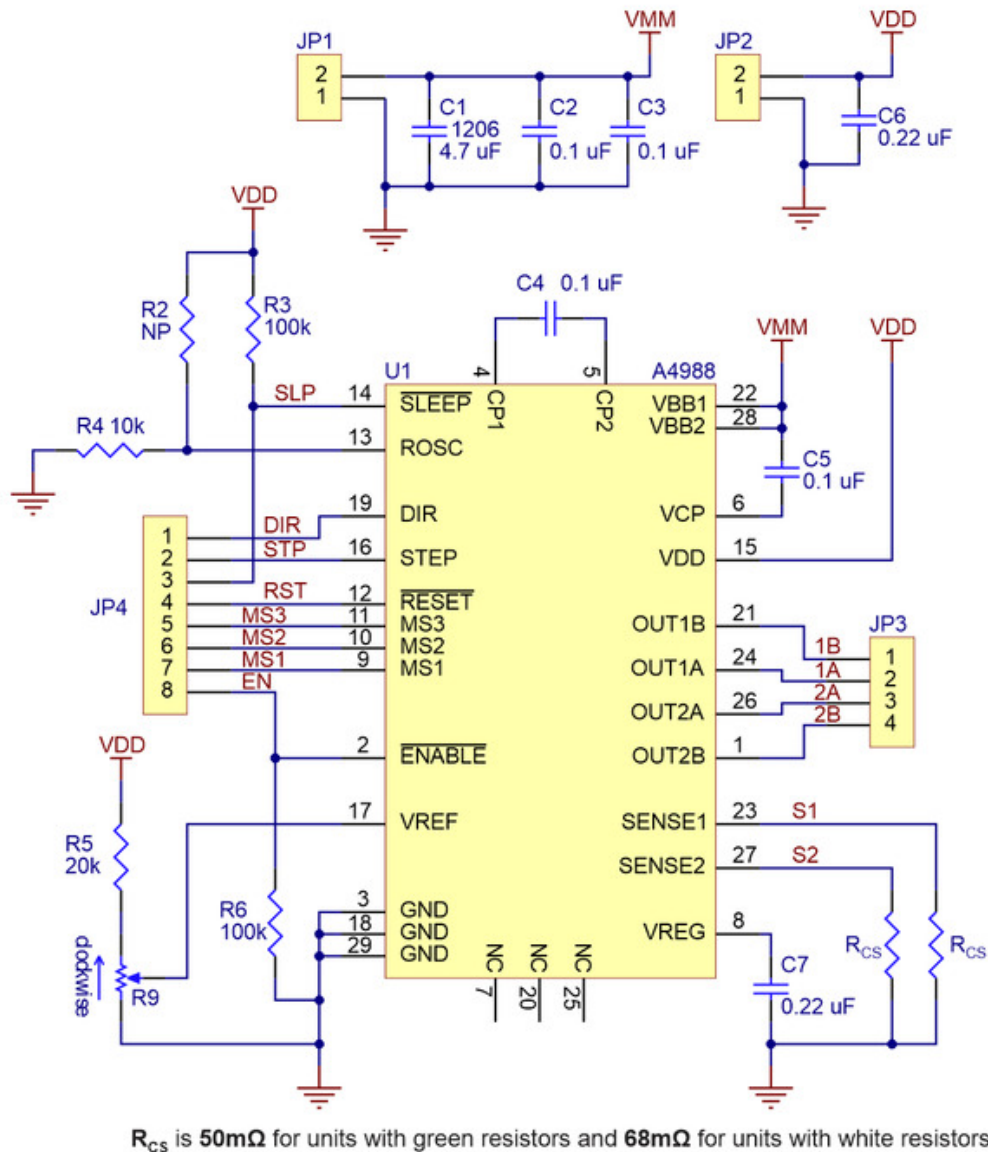 VMM
VDD
JP1
JP2
2
1
C1
1206
4.7 uF
C2
0.1 uF
C3
0.1 uF
2
1
C6
0.22 uF
VDD
R2
NP
R3
100k
C4 0.1 uF
VMM
VDD
U1
A4988
4
5
CP1
CP2
SLP
14
SLEEP
VBB1
22
VBB2
28
R4 10k
13
ROSC
C5
0.1 uF
DIR
19
DIR
VCP
6
1
2
3
4
5
6
7
8
JP4
STP
16
STEP
VDD
15
RST
12
RESET
MS3
11
MS3
MS2
10
MS2
MS1
9
MS1
EN
OUT1B
21
OUT1A
24
OUT2A
26
OUT2B
1
1B
1A
2A
2B
JP3
1
2
3
4
2
ENABLE
VDD
17
VREF
SENSE1
23
S1
SENSE2
27
S2
R5
20k
R6
100k
3
GND
18
GND
29
GND
VREG
8
RCS
RCS
clockwise
R9
NC
NC
NC
7
20
25
C7
0.22 uF
RCS is 50mΩ for units with green resistors and 68mΩ for units with white resistors